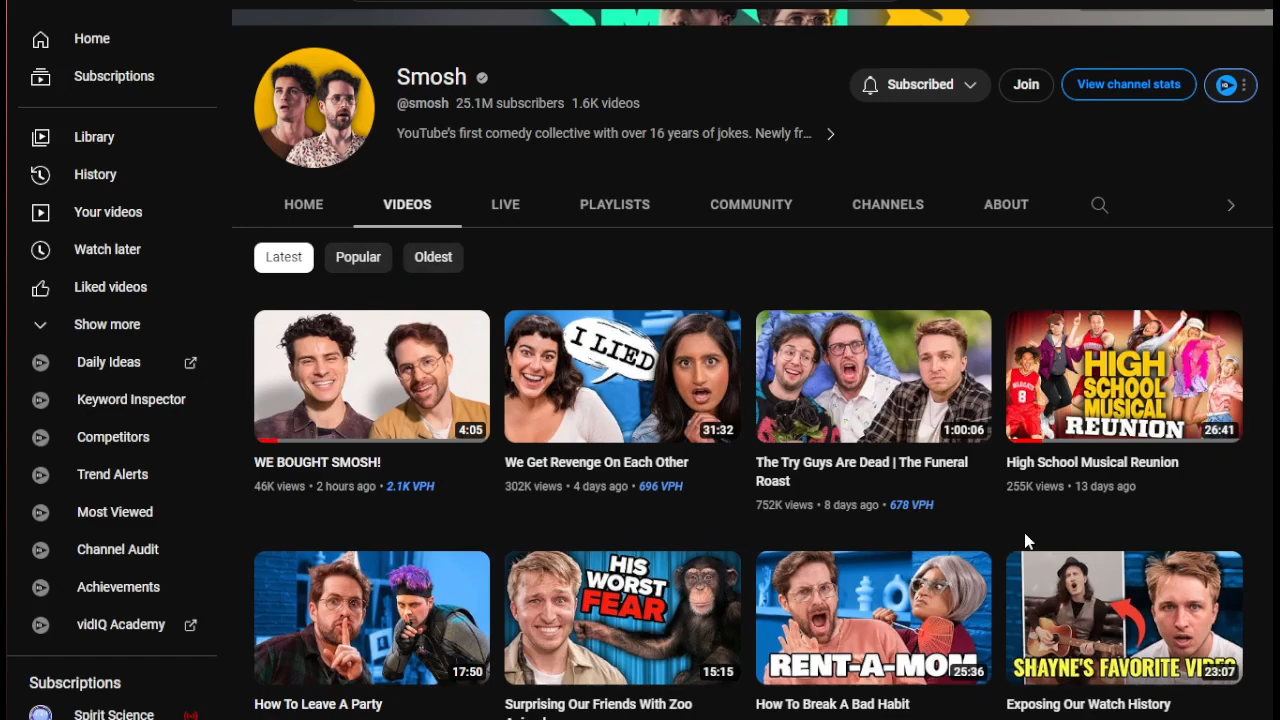 Home
Subscriptions
Library
History
Your videos
Watch later
Liked videos
Show more
Daily Ideas
Keyword Inspector
Competitors
Trend Alerts
Most Viewed
Channel Audit
Achievements
vidIQ Academy
Subscriptions
Spirit Science
Smosh
@smosh 25.1M subscribers 1.6K videos
YouTube's first comedy collective with over 16 years of jokes. Newly fr...
Subscribed
Join
View channel stats
HOME
VIDEOS
LIVE
PLAYLISTS
COMMUNITY
CHANNELS
ABOUT
Latest
Popular
Oldest
4:05
WE BOUGHT SMOSH!
46K views • 2 hours ago • 2.1K VPH
I LIED
31:32
We Get Revenge On Each Other
302K views • 4 days ago • 696 VPH
1:00:06
The Try Guys Are Dead | The Funeral
Roast
752K views • 8 days ago • 678 VPH
HIGH
SCHOOL
MUSICAL
REUNION
8
26:41
High School Musical Reunion
255K views • 13 days ago
17:50
How To Leave A Party
HIS
WORST
FEAR
15:15
Surprising Our Friends With Zoo
RENT-A-MOM
25:36
How To Break A Bad Habit
SHAYNE'S FAVORITE
23:07
Exposing Our Watch History